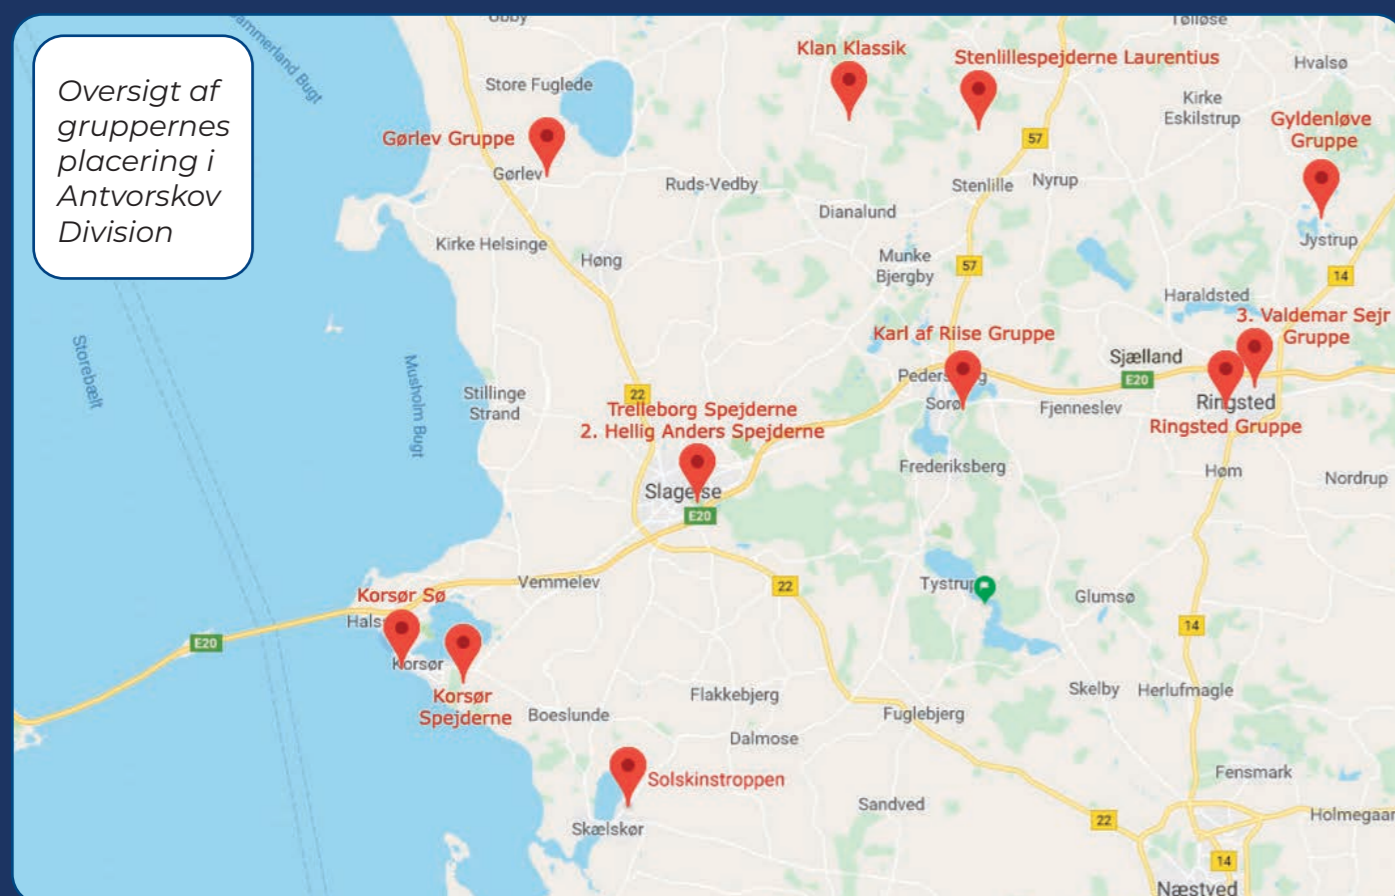 Oversigt af
gruppernes
placering i
Antvorskov
Division
Ubby
Tølløse
Klan Klassik
Stenlillespejderne Laurentius
Hvalsø
Store Fuglede
Kirke
Eskilstrup
Gyldenløve
Gruppe
Gørlev Gruppe
57
Gørlev
Ruds-Vedby
Stenlille
Nyrup
Dianalund
Jystrup
Kirke Helsinge
Høng
Munke
Bjergby
57
14
Haraldsted
3. Valdemar Sejr
Gruppe
Karl af Riise Gruppe
Storebælt
Musholm Bugt
Sjælland
E20
Stillinge
Strand
22
Sorø
Fjenneslev
Ringsted
Ringsted Gruppe
Trelleborg Spejderne
2. Hellig Anders Spejderne
Frederiksberg
Høm
Nordrup
Slagelse
E20
Vemmelev
22
Tystrup
Glumsø
Korsør Sø
E20
Korsør
14
Korsør
Spejderne
Boeslunde
Flakkebjerg
Fuglebjerg
Skelby
Herlufmagle
Dalmose
Solskinstroppen
Fensmark
Skælskør
Sandved
22
14
Næstved